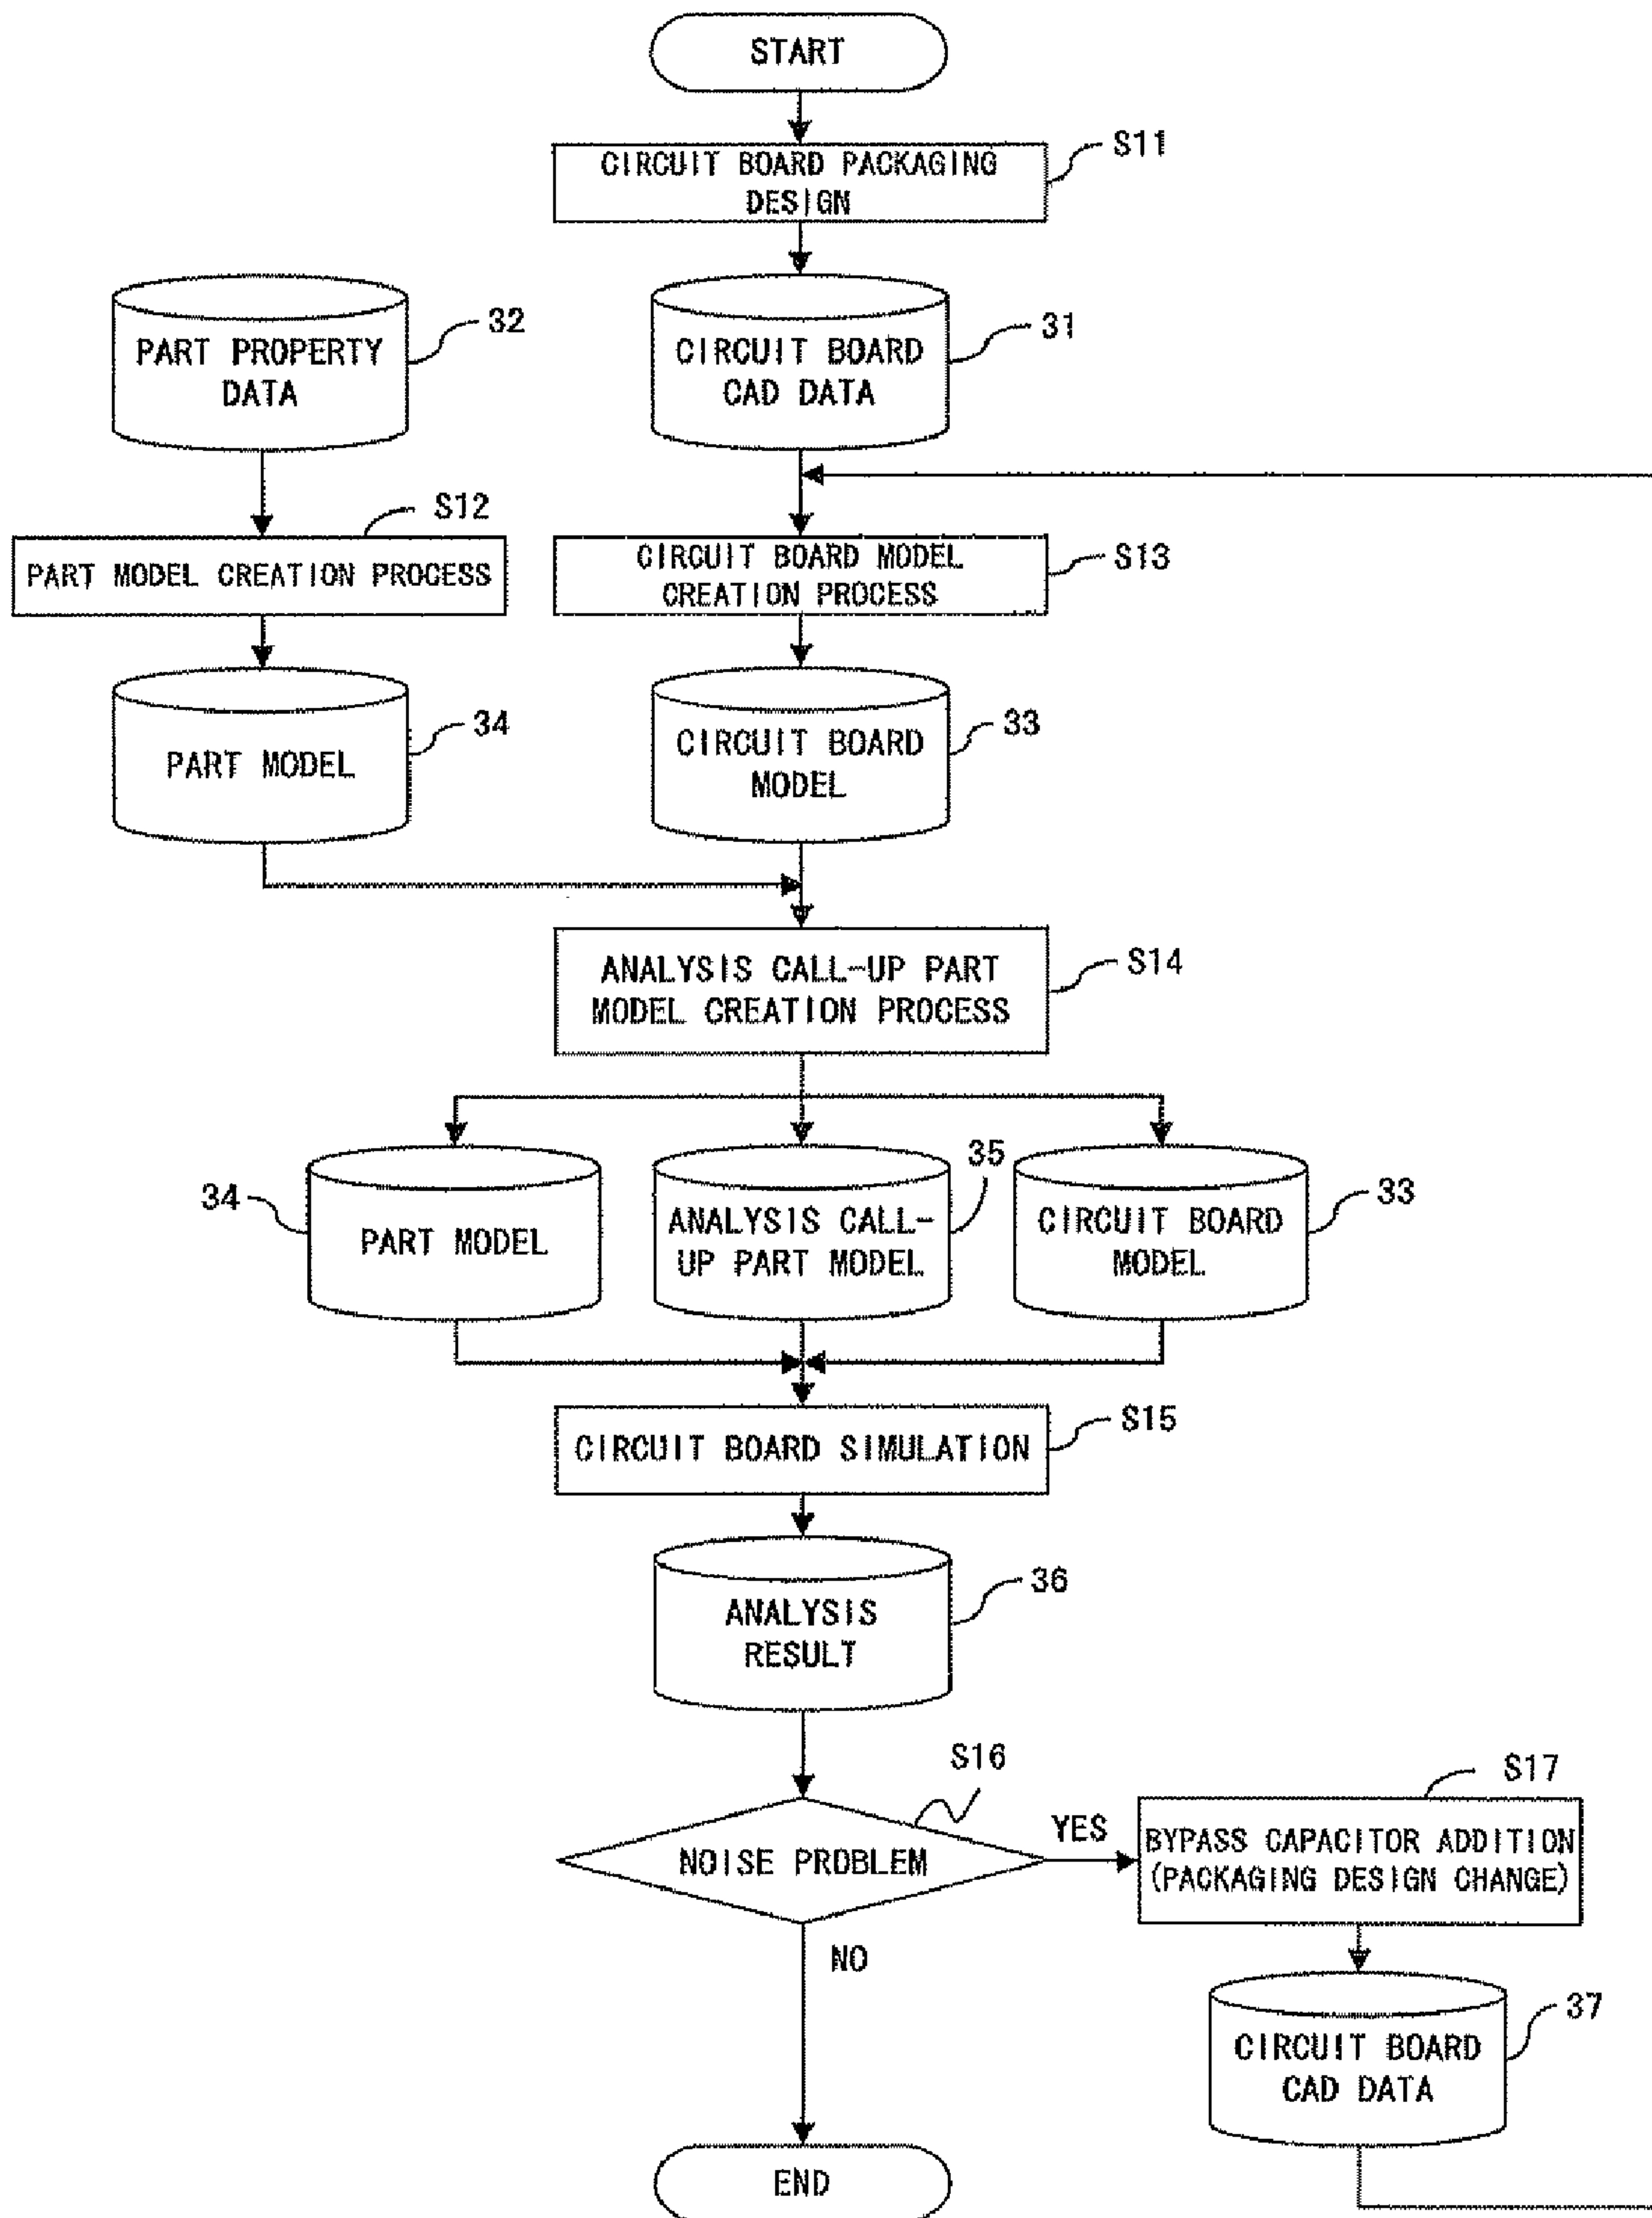 START
S11
CIRCUIT BOARD PACKAGING
DESIGN
32
PART PROPERTY
DATA
31
CIRCUIT BOARD
CAD DATA
S12
PART MODEL CREATION PROCESS
S13
CIRCUIT BOARD MODEL
CREATION PROCESS
34
PART MODEL
33
CIRCUIT BOARD
MODEL
S14
ANALYSIS CALL-UP PART
MODEL CREATION PROCESS
34
PART MODEL
35
ANALYSIS CALL-
UP PART MODEL
33
CIRCUIT BOARD
MODEL
S15
CIRCUIT BOARD SIMULATION
36
ANALYSIS
RESULT
S16
NOISE PROBLEM
YES
S17
BYPASS CAPACITOR ADDITION
(PACKAGING DESIGN CHANGE)
NO
37
CIRCUIT BOARD
CAD DATA
END